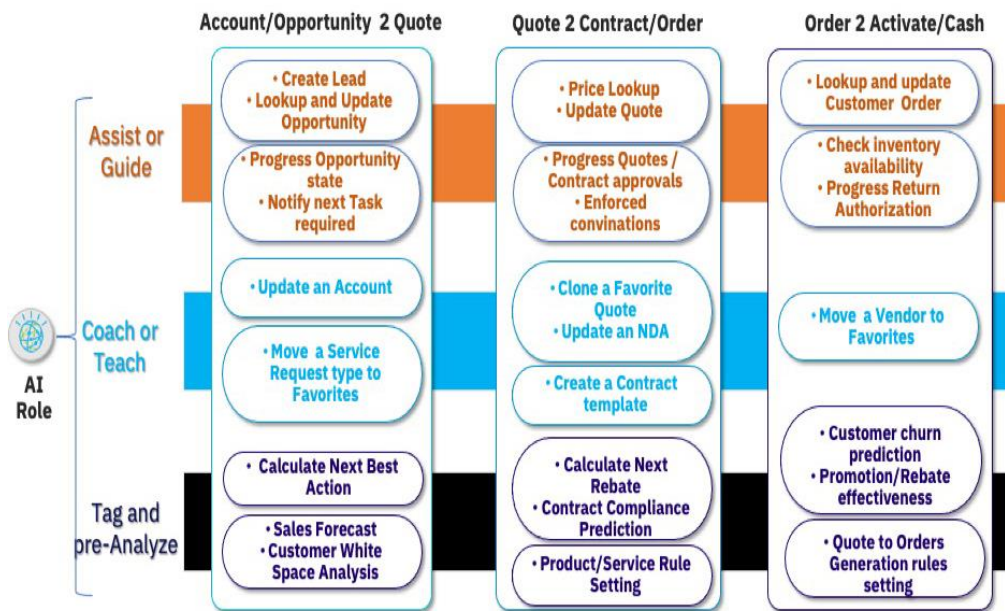 Account/Opportunity 2 Quote
Quote 2 Contract/Order
Order 2 Activate/Cash
AI
Role
Assist or
Guide
• Create Lead
• Lookup and Update
Opportunity
• Progress Opportunity
state
• Notify next Task
required
• Price Lookup
• Update Quote
• Progress Quotes /
Contract approvals
• Enforced
convinations
• Lookup and update
Customer Order
• Check inventory
availability
• Progress Return
Authorization
Coach or
Teach
• Update an Account
• Move a Service
Request type to
Favorites
• Clone a Favorite
Quote
• Update an NDA
• Create a Contract
template
• Move a Vendor to
Favorites
Tag and
pre-Analyze
• Calculate Next Best
Action
• Sales Forecast
• Customer White
Space Analysis
• Calculate Next
Rebate
• Contract Compliance
Prediction
• Product/Service Rule
Setting
• Customer churn
prediction
• Promotion/Rebate
effectiveness
• Quote to Orders
Generation rules
setting